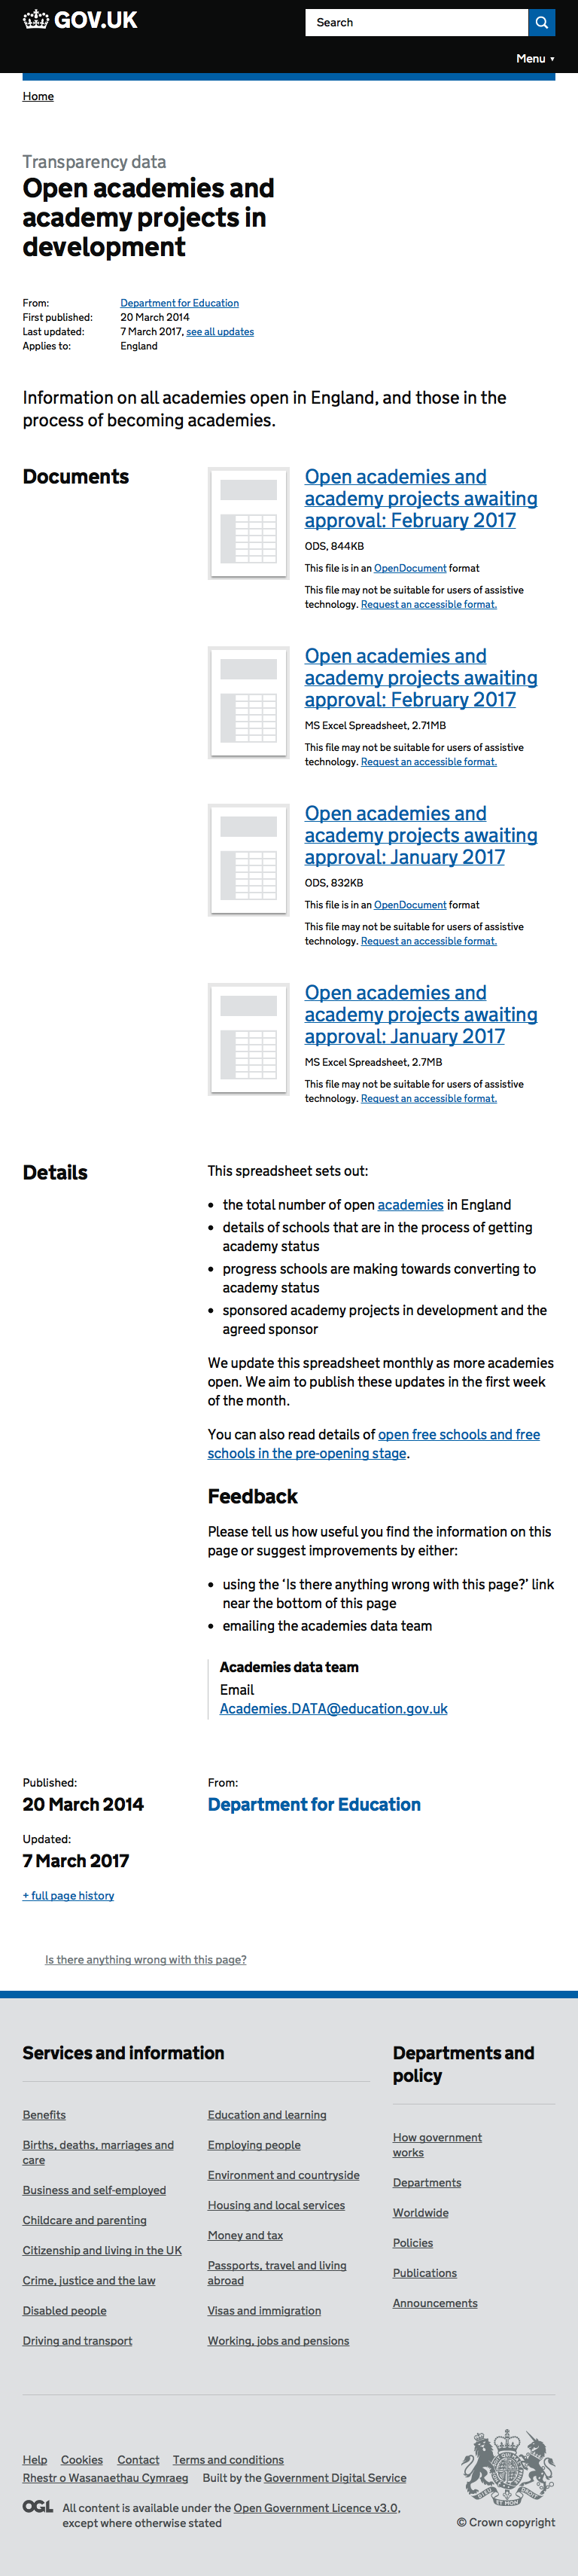 GOV.UK
Search
Menu ▼
Home
Transparency data
Open academies and
academy projects in
development
From: Department for Education
First published: 20 March 2014
Last updated: 7 March 2017, see all updates
Applies to: England
Information on all academies open in England, and those in the
process of becoming academies.
Documents
Open academies and
academy projects awaiting
approval: February 2017
ODS, 844KB
This file is in an OpenDocument format
This file may not be suitable for users of assistive
technology. Request an accessible format.
Open academies and
academy projects awaiting
approval: February 2017
MS Excel Spreadsheet, 2.71MB
This file may not be suitable for users of assistive
technology. Request an accessible format.
Open academies and
academy projects awaiting
approval: January 2017
ODS, 832KB
This file is in an OpenDocument format
This file may not be suitable for users of assistive
technology. Request an accessible format.
Open academies and
academy projects awaiting
approval: January 2017
MS Excel Spreadsheet, 2.7MB
This file may not be suitable for users of assistive
technology. Request an accessible format.
Details
This spreadsheet sets out:
• the total number of open academies in England
• details of schools that are in the process of getting
academy status
• progress schools are making towards converting to
academy status
• sponsored academy projects in development and the
agreed sponsor
We update this spreadsheet monthly as more academies
open. We aim to publish these updates in the first week
of the month.
You can also read details of open free schools and free
schools in the pre-opening stage.
Feedback
Please tell us how useful you find the information on this
page or suggest improvements by either:
• using the ‘Is there anything wrong with this page?’ link
near the bottom of this page
• emailing the academies data team
Academies data team
Email
Academies.DATA@education.gov.uk
Published:
20 March 2014
From:
Department for Education
Updated:
7 March 2017
+ full page history
Is there anything wrong with this page?
Services and information
Benefits
Births, deaths, marriages and
care
Business and self-employed
Childcare and parenting
Citizenship and living in the UK
Crime, justice and the law
Disabled people
Driving and transport
Education and learning
Employing people
Environment and countryside
Housing and local services
Money and tax
Passports, travel and living
abroad
Visas and immigration
Working, jobs and pensions
Departments and
policy
How government
works
Departments
Worldwide
Policies
Publications
Announcements
Help Cookies Contact Terms and conditions
Rhestr o Wasanaethau Cymraeg Built by the Government Digital Service
OGL All content is available under the Open Government Licence v3.0,
except where otherwise stated
© Crown copyright